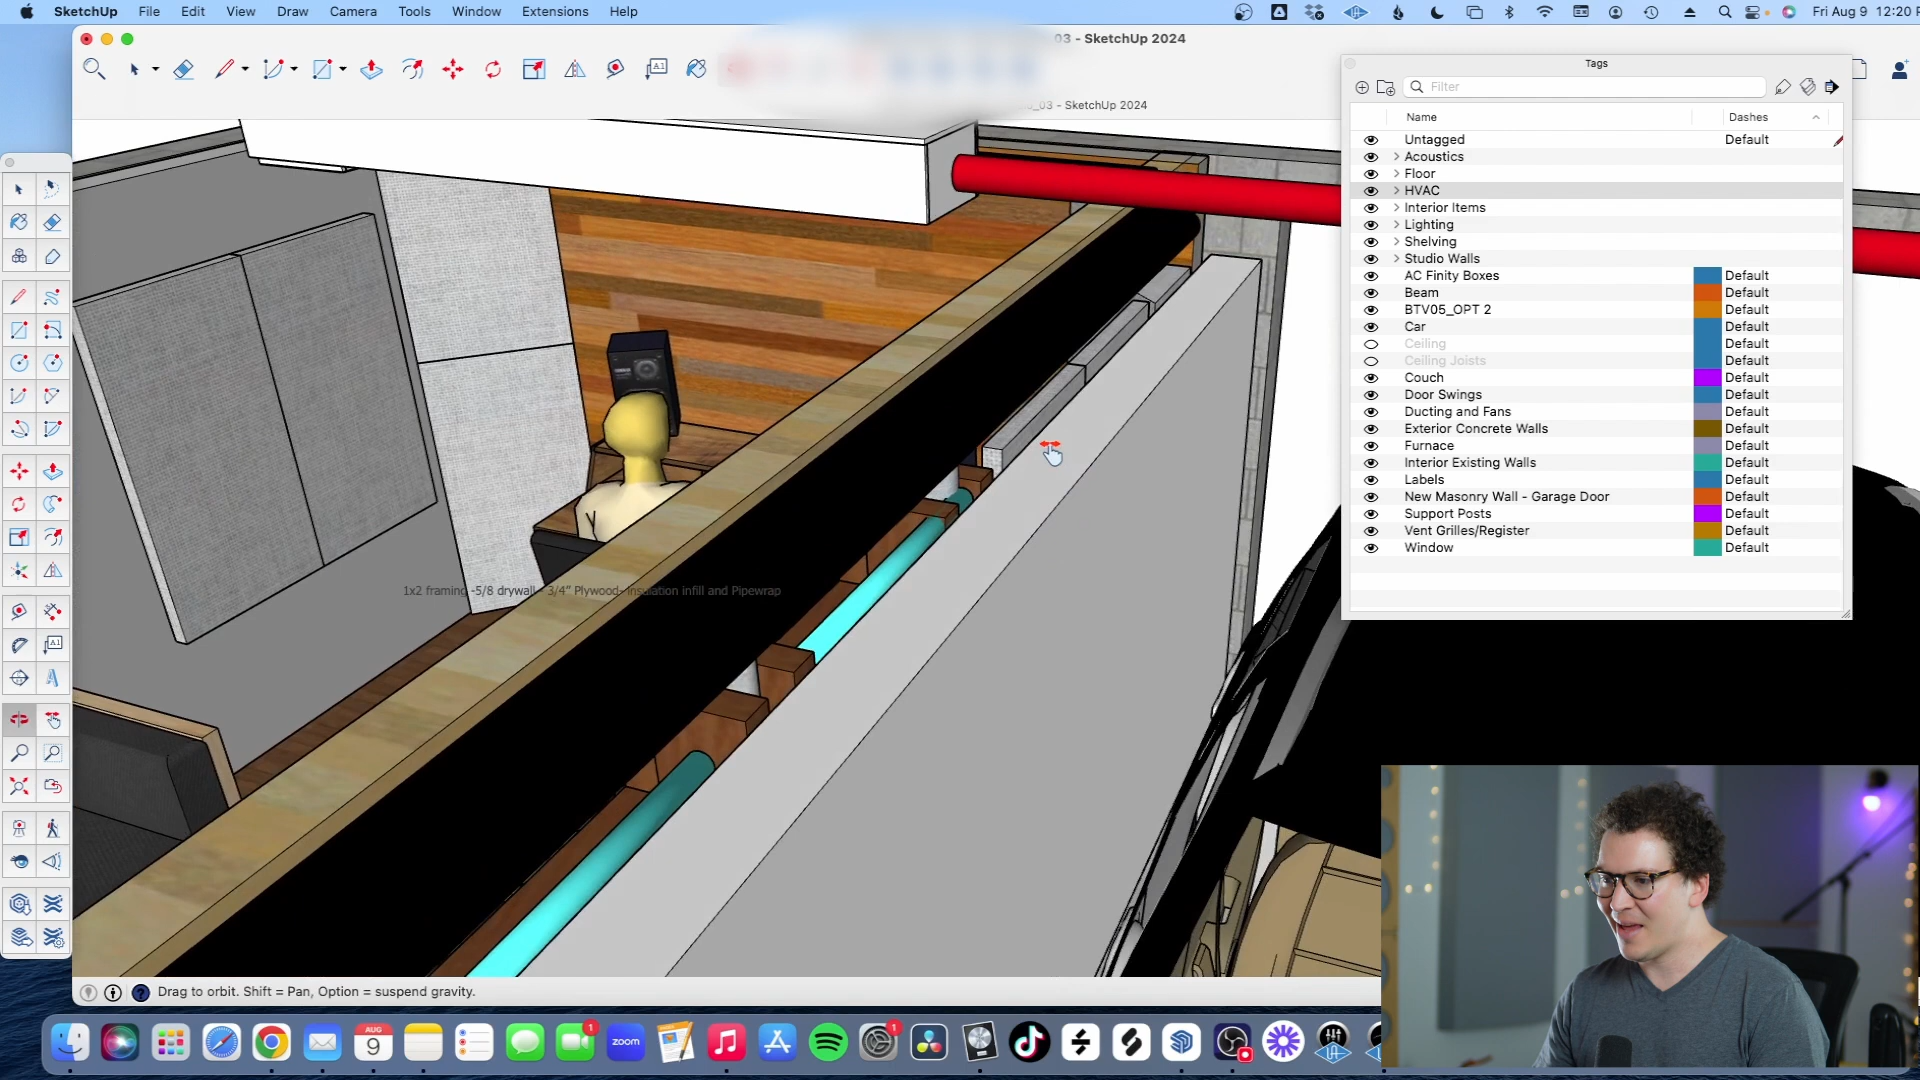 SketchUp File Edit View Draw Camera Tools Window Extensions Help
Fri Aug 9 12:20
03 - SketchUp 2024
_03 - SketchUp 2024
A1
Tags
Filter
Name Dashes
Untagged Default
Acoustics
Floor
HVAC
Interior Items
Lighting
Shelving
Studio Walls
AC Finity Boxes Default
Beam Default
BTV05_OPT 2 Default
Car Default
Ceiling Default
Ceiling Joists Default
Couch Default
Door Swings Default
Ducting and Fans Default
Exterior Concrete Walls Default
Furnace Default
Interior Existing Walls Default
Labels Default
New Masonry Wall - Garage Door Default
Support Posts Default
Vent Grilles/Register Default
Window Default
A1
1x2 framing -5/8 drywall - 3/4" Plywood- insulation infill and Pipewrap
Drag to orbit. Shift = Pan, Option = suspend gravity.
AUG
9
1
zoom
1